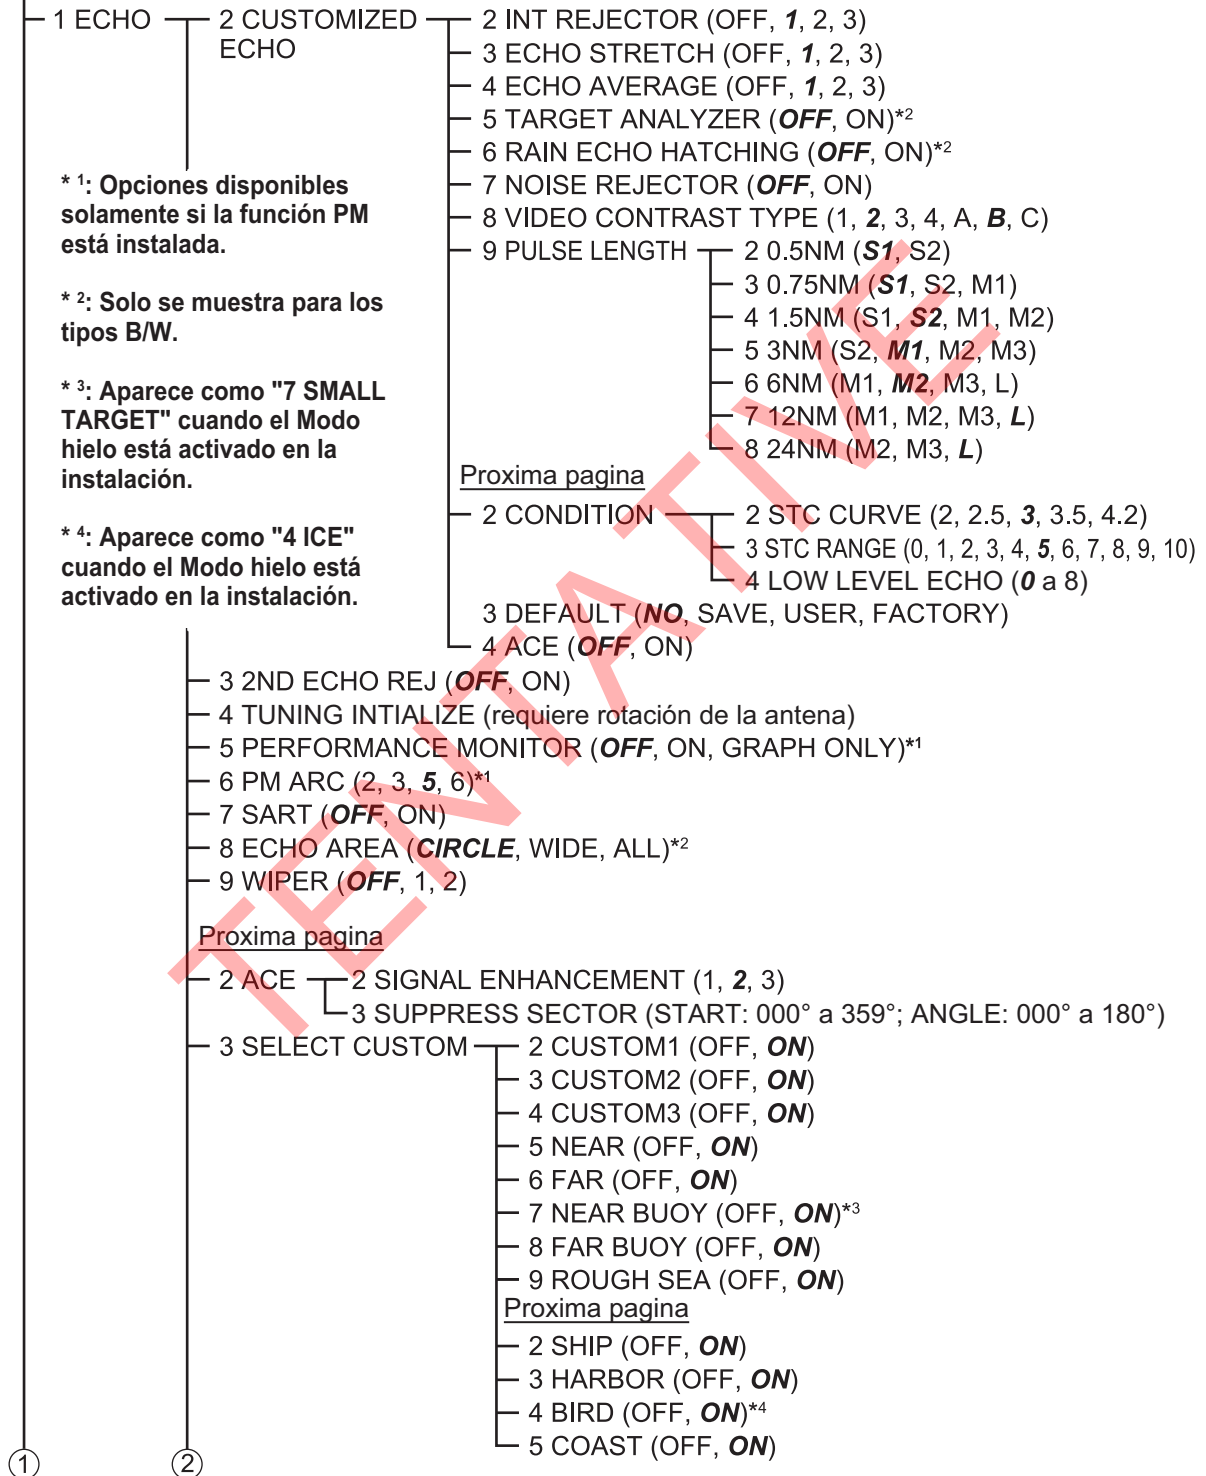 1 ECHO
2 CUSTOMIZED
ECHO
2 INT REJECTOR (OFF, 1, 2, 3)
3 ECHO STRETCH (OFF, 1, 2, 3)
4 ECHO AVERAGE (OFF, 1, 2, 3)
5 TARGET ANALYZER (OFF, ON)*2
6 RAIN ECHO HATCHING (OFF, ON)*2
7 NOISE REJECTOR (OFF, ON)
8 VIDEO CONTRAST TYPE (1, 2, 3, 4, A, B, C)
9 PULSE LENGTH
2 0.5NM (S1, S2)
3 0.75NM (S1, S2, M1)
4 1.5NM (S1, S2, M1, M2)
5 3NM (S2, M1, M2, M3)
6 6NM (M1, M2, M3, L)
7 12NM (M1, M2, M3, L)
8 24NM (M2, M3, L)
Proxima pagina
2 CONDITION
2 STC CURVE (2, 2.5, 3, 3.5, 4.2)
3 STC RANGE (0, 1, 2, 3, 4, 5, 6, 7, 8, 9, 10)
4 LOW LEVEL ECHO (0 a 8)
3 DEFAULT (NO, SAVE, USER, FACTORY)
4 ACE (OFF, ON)
* 1: Opciones disponibles
solamente si la función PM
está instalada.
* 2: Solo se muestra para los
tipos B/W.
* 3: Aparece como "7 SMALL
TARGET" cuando el Modo
hielo está activado en la
instalación.
* 4: Aparece como "4 ICE"
cuando el Modo hielo está
activado en la instalación.
3 2ND ECHO REJ (OFF, ON)
4 TUNING INTIALIZE (requiere rotación de la antena)
5 PERFORMANCE MONITOR (OFF, ON, GRAPH ONLY)*1
6 PM ARC (2, 3, 5, 6)*1
7 SART (OFF, ON)
8 ECHO AREA (CIRCLE, WIDE, ALL)*2
9 WIPER (OFF, 1, 2)
Proxima pagina
2 ACE
2 SIGNAL ENHANCEMENT (1, 2, 3)
3 SUPPRESS SECTOR (START: 000° a 359°; ANGLE: 000° a 180°)
3 SELECT CUSTOM
2 CUSTOM1 (OFF, ON)
3 CUSTOM2 (OFF, ON)
4 CUSTOM3 (OFF, ON)
5 NEAR (OFF, ON)
6 FAR (OFF, ON)
7 NEAR BUOY (OFF, ON)*3
8 FAR BUOY (OFF, ON)
9 ROUGH SEA (OFF, ON)
Proxima pagina
2 SHIP (OFF, ON)
3 HARBOR (OFF, ON)
4 BIRD (OFF, ON)*4
5 COAST (OFF, ON)
1
2
TENTATIVE